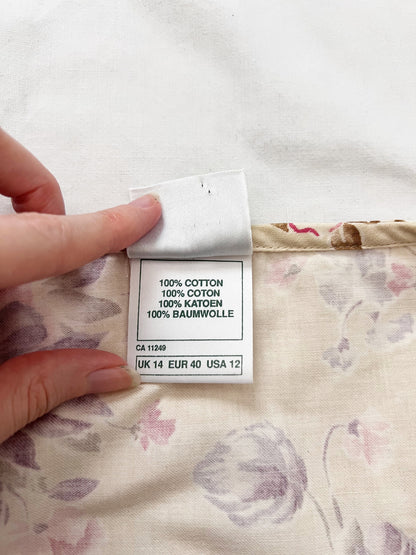 100% COTTON
100% COTON
100% KATOEN
100% BAUMWOLLE
CA 11249
UK 14 EUR 40 USA 12